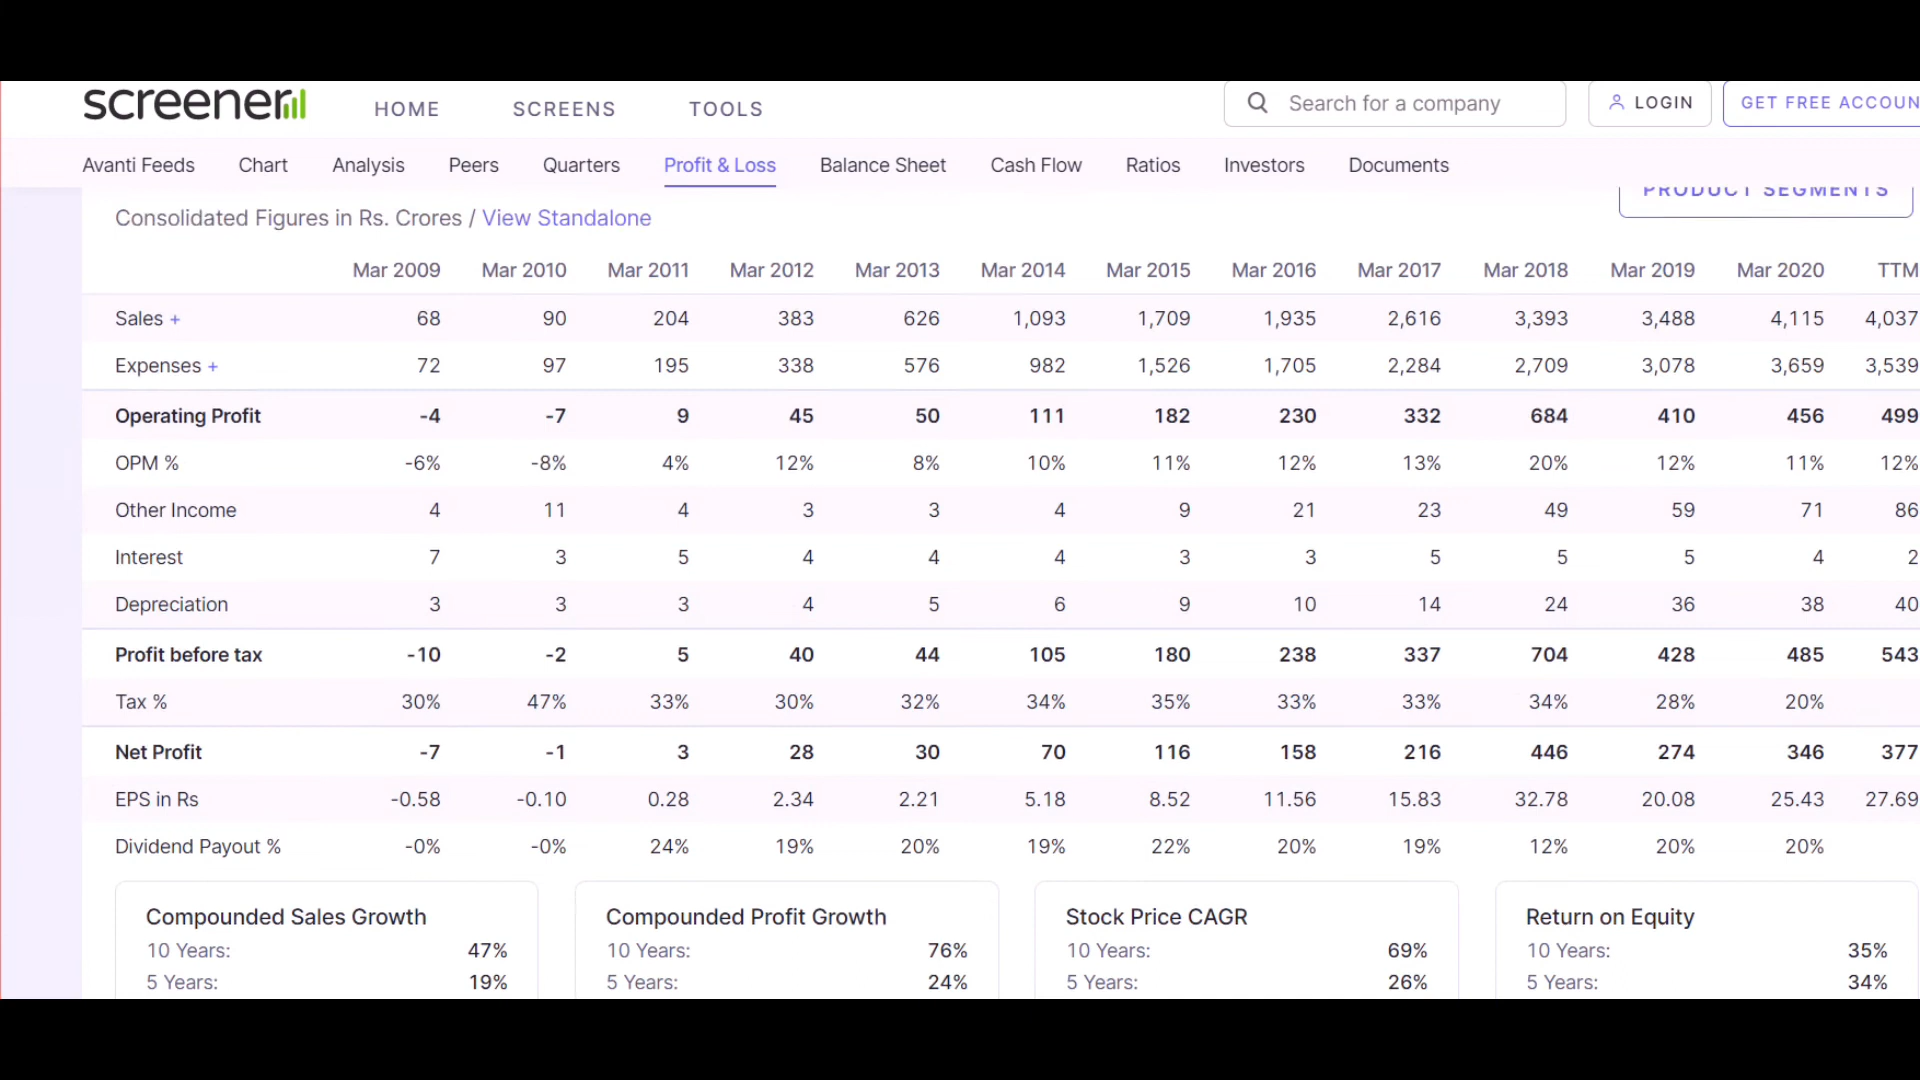 screener HOME SCREENS TOOLS Search for a company LOGIN GET FREE ACCOUN
Avanti Feeds Chart Analysis Peers Quarters Profit & Loss Balance Sheet Cash Flow Ratios Investors Documents
PRODUCT SEGMENTS
Consolidated Figures in Rs. Crores / View Standalone
Mar 2009 Mar 2010 Mar 2011 Mar 2012 Mar 2013 Mar 2014 Mar 2015 Mar 2016 Mar 2017 Mar 2018 Mar 2019 Mar 2020 TTM
Sales + 68 90 204 383 626 1,093 1,709 1,935 2,616 3,393 3,488 4,115 4,037
Expenses + 72 97 195 338 576 982 1,526 1,705 2,284 2,709 3,078 3,659 3,539
Operating Profit -4 -7 9 45 50 111 182 230 332 684 410 456 499
OPM % -6% -8% 4% 12% 8% 10% 11% 12% 13% 20% 12% 11% 12%
Other Income 4 11 4 3 3 4 9 21 23 49 59 71 86
Interest 7 3 5 4 4 4 3 3 5 5 5 4 2
Depreciation 3 3 3 4 5 6 9 10 14 24 36 38 40
Profit before tax -10 -2 5 40 44 105 180 238 337 704 428 485 543
Tax % 30% 47% 33% 30% 32% 34% 35% 33% 33% 34% 28% 20%
Net Profit -7 -1 3 28 30 70 116 158 216 446 274 346 377
EPS in Rs -0.58 -0.10 0.28 2.34 2.21 5.18 8.52 11.56 15.83 32.78 20.08 25.43 27.69
Dividend Payout % -0% -0% 24% 19% 20% 19% 22% 20% 19% 12% 20% 20%
Compounded Sales Growth
10 Years: 47%
5 Years: 19%
Compounded Profit Growth
10 Years: 76%
5 Years: 24%
Stock Price CAGR
10 Years: 69%
5 Years: 26%
Return on Equity
10 Years: 35%
5 Years: 34%